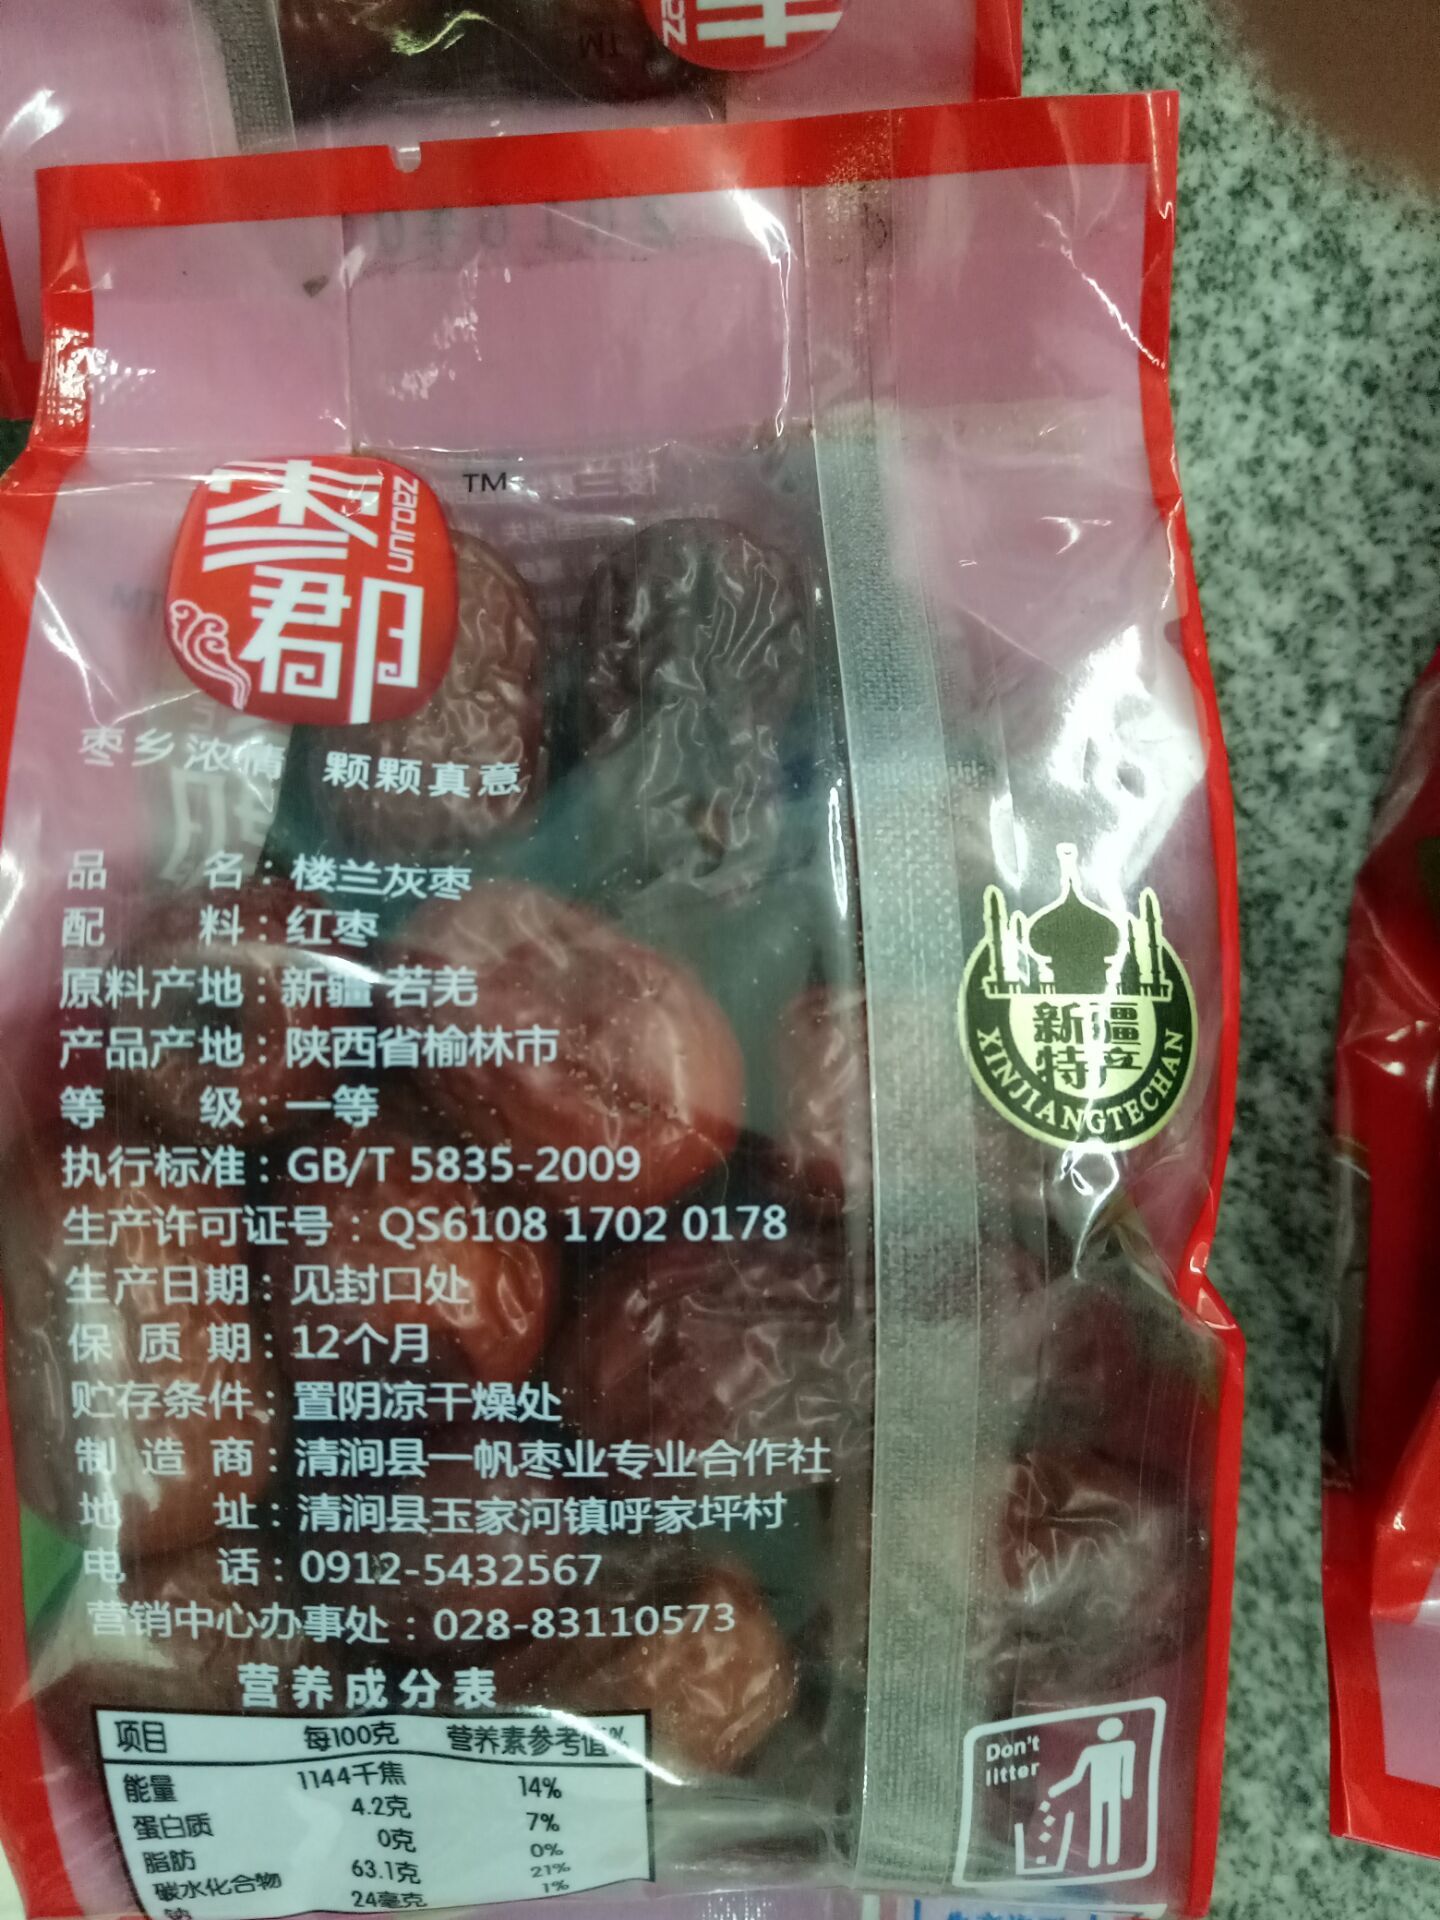 枣郡
zaojun
TM
枣乡浓情 颗颗真意
品 名：楼兰灰枣
配 料：红枣
原料产地：新疆 若羌
产品产地：陕西省榆林市
等 级：一等
执行标准：GB/T 5835-2009
生产许可证号：QS6108 1702 0178
生产日期：见封口处
保 质 期：12个月
贮存条件：置阴凉干燥处
制 造 商：清涧县一帆枣业专业合作社
地 址：清涧县玉家河镇呼家坪村
电 话：0912-5432567
营销中心办事处：028-83110573
新疆
特产
XINJIANGTECHAN
营养成分表
项目 每100克 营养素参考值%
能量 1144千焦 14%
蛋白质 4.2克 7%
脂肪 0克 0%
碳水化合物 63.1克 21%
钠 24毫克 1%
Don't
litter